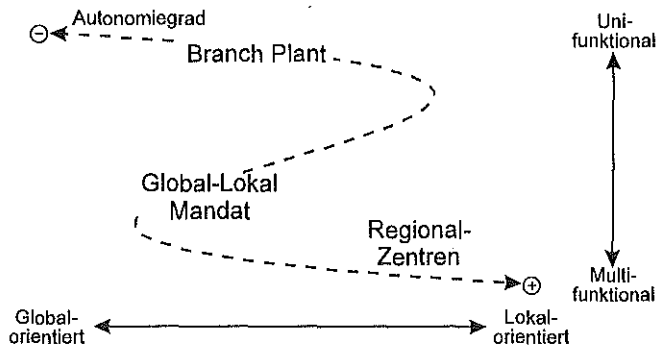 Autonomiegrad
−
Branch Plant
Uni-
funktional
Global-Lokal
Mandat
Regional-
Zentren
+
Multi-
funktional
Global-
orientiert
Lokal-
orientiert